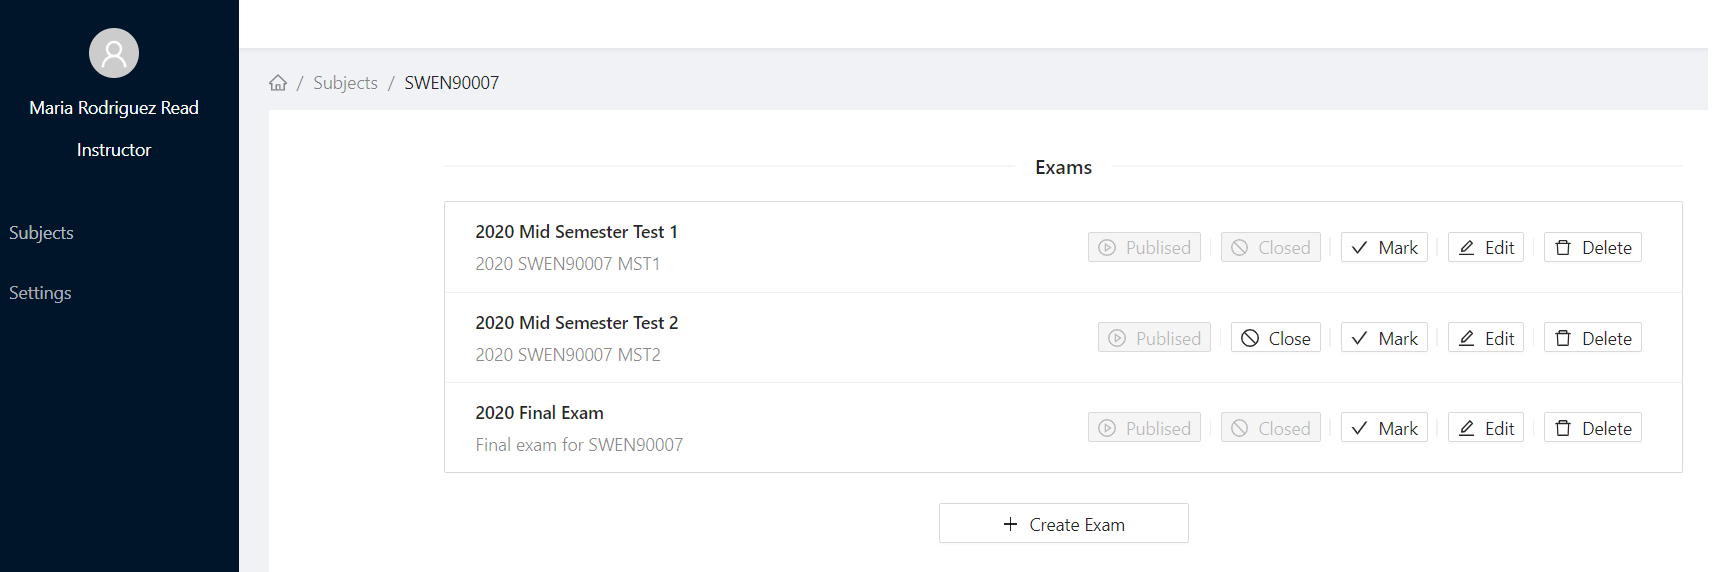 Maria Rodriguez Read
Instructor
Subjects
Settings
/ Subjects / SWEN90007
Exams
2020 Mid Semester Test 1
2020 SWEN90007 MST1
Publised Closed Mark Edit Delete
2020 Mid Semester Test 2
2020 SWEN90007 MST2
Publised Close Mark Edit Delete
2020 Final Exam
Final exam for SWEN90007
Publised Closed Mark Edit Delete
+ Create Exam